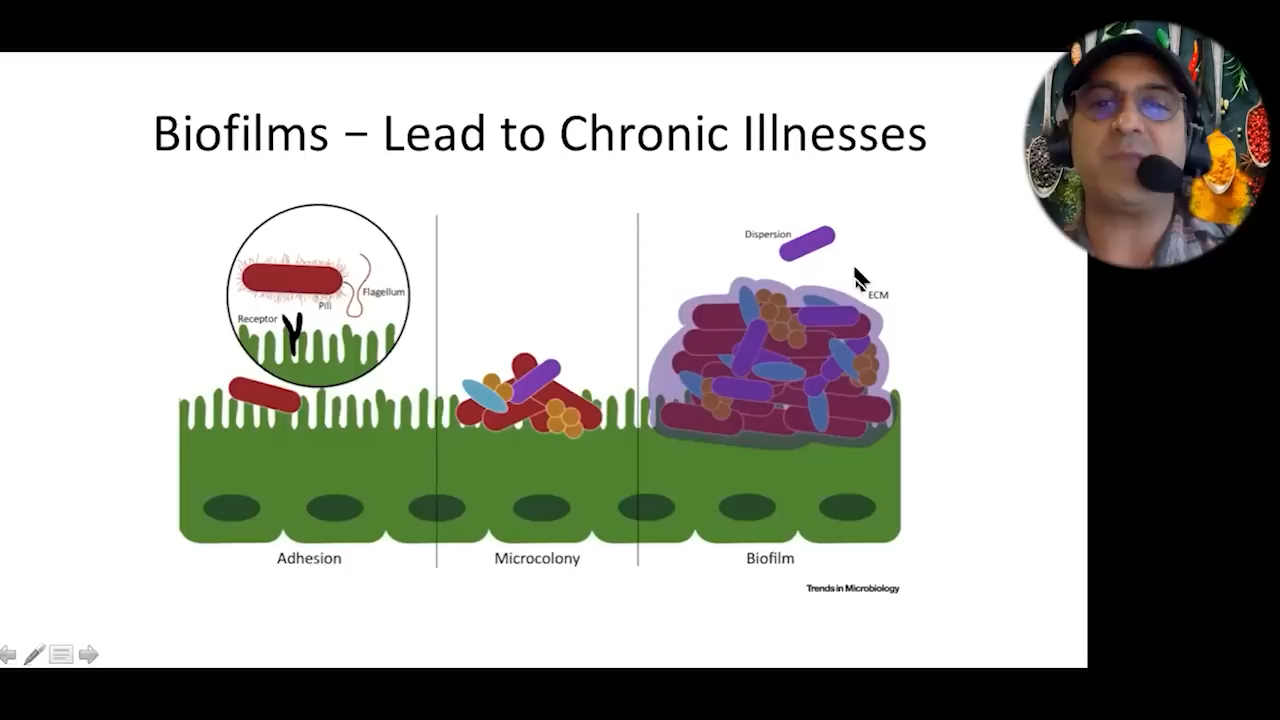 Biofilms – Lead to Chronic Illnesses
Dispersion
ECM
Flagellum
Pili
Receptor
Adhesion
Microcolony
Biofilm
Trends in Microbiology